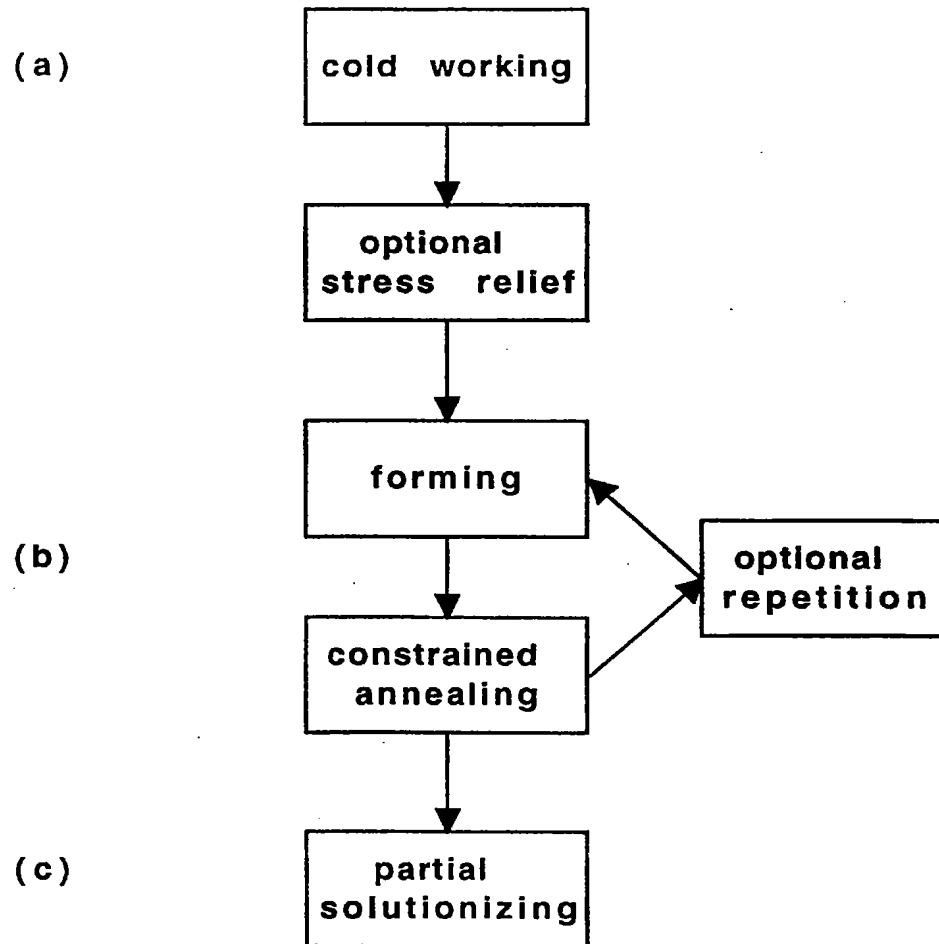 (a)
cold working
optional
stress relief
forming
(b)
optional
repetition
constrained
annealing
(c)
partial
solutionizing